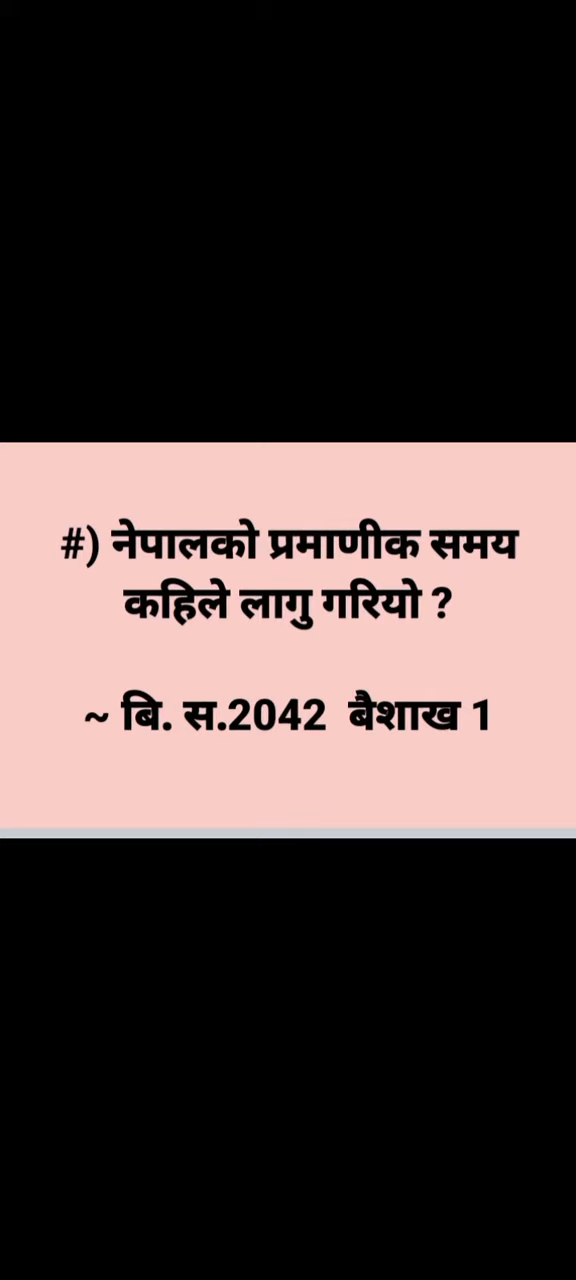 #) नेपालको प्रमाणीक समय
कहिले लागु गरियो ?
~ बि. स.2042 बैशाख 1